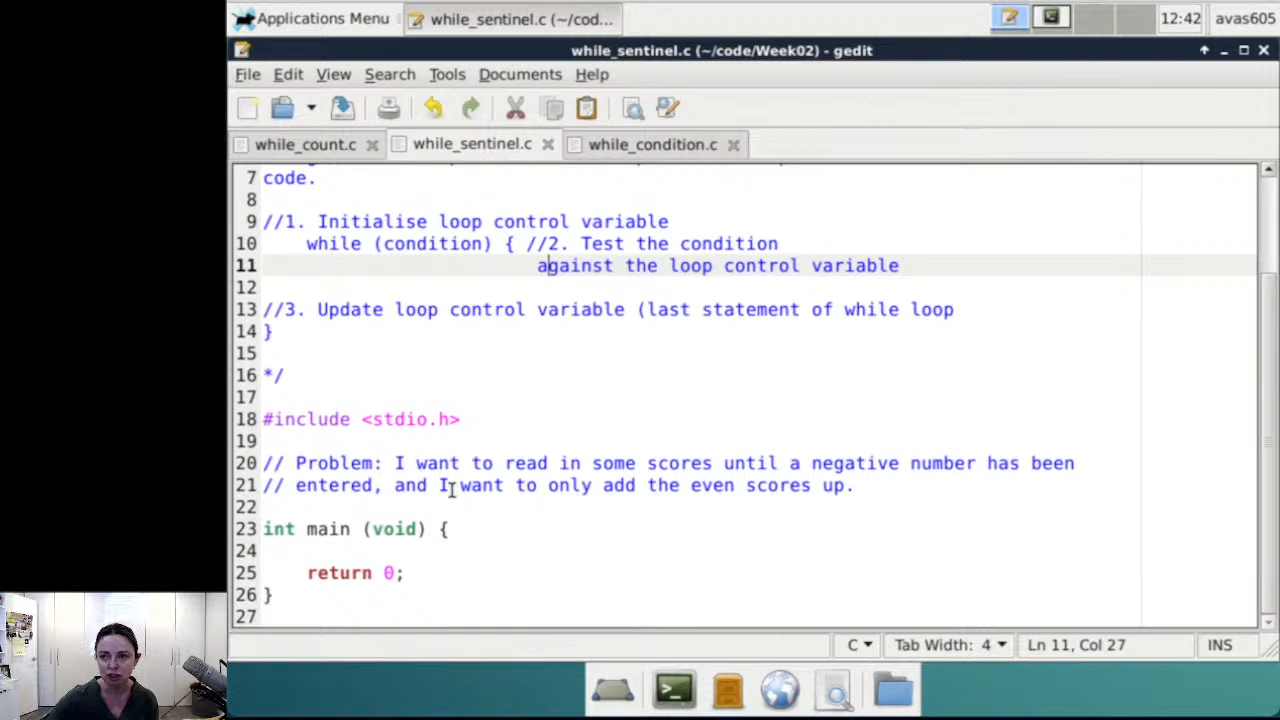 Applications Menu
while_sentinel.c (~/cod...
12:42
avas605
while_sentinel.c (~/code/Week02) - gedit
File Edit View Search Tools Documents Help
while_count.c
while_sentinel.c
while_condition.c
7 code.
8
9 //1. Initialise loop control variable
10 while (condition) { //2. Test the condition
11 against the loop control variable
12
13 //3. Update loop control variable (last statement of while loop
14 }
15
16 */
17
18 #include <stdio.h>
19
20 // Problem: I want to read in some scores until a negative number has been
21 // entered, and I want to only add the even scores up.
22
23 int main (void) {
24
25 return 0;
26 }
27
C Tab Width: 4 Ln 11, Col 27 INS